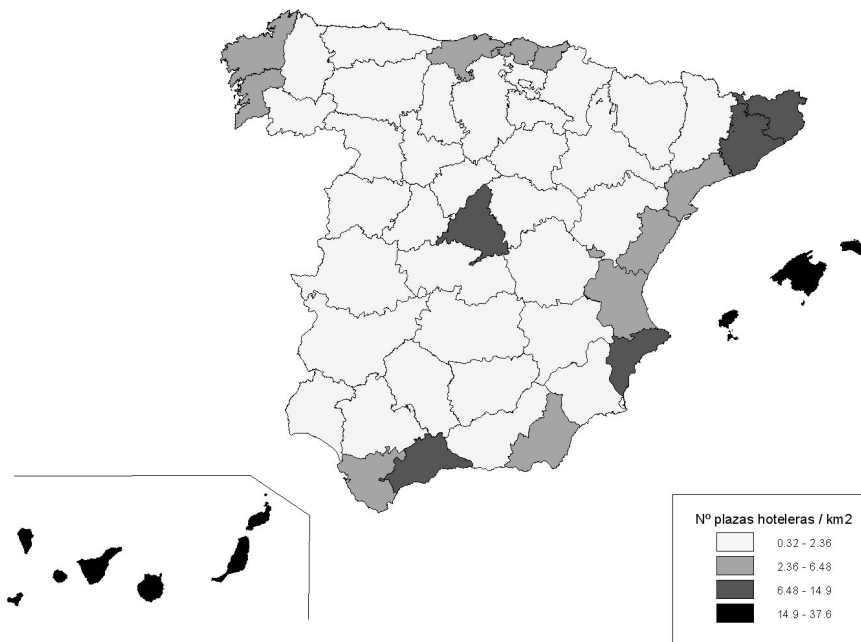 Nº plazas hoteleras / km2
0.32 - 2.36
2.36 - 6.48
6.48 - 14.9
14.9 - 37.6